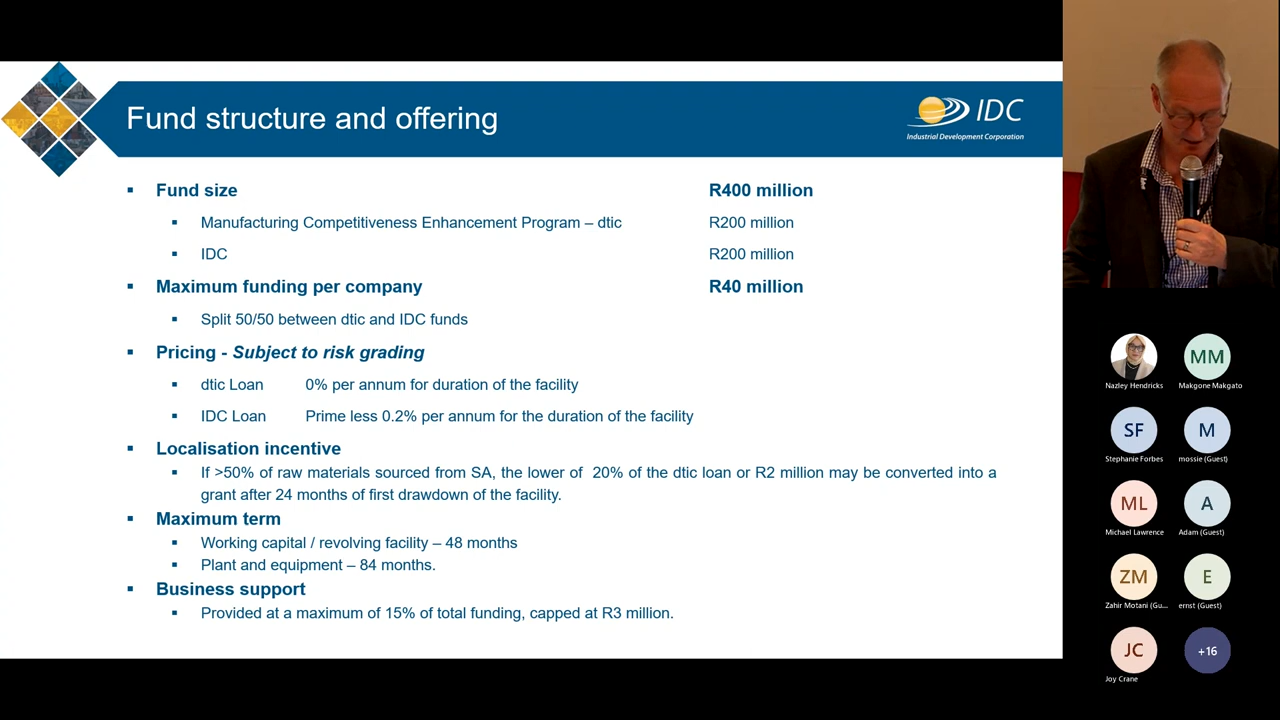 Fund structure and offering
IDC
Industrial Development Corporation
Fund size R400 million
Manufacturing Competitiveness Enhancement Program – dtic R200 million
IDC R200 million
Maximum funding per company R40 million
Split 50/50 between dtic and IDC funds
Pricing - Subject to risk grading
dtic Loan 0% per annum for duration of the facility
IDC Loan Prime less 0.2% per annum for the duration of the facility
Localisation incentive
If >50% of raw materials sourced from SA, the lower of 20% of the dtic loan or R2 million may be converted into a
grant after 24 months of first drawdown of the facility.
Maximum term
Working capital / revolving facility – 48 months
Plant and equipment – 84 months.
Business support
Provided at a maximum of 15% of total funding, capped at R3 million.
MM
Nazley Hendricks Makgone Makgato
SF M
Stephanie Forbes mossie (Guest)
ML A
Michael Lawrence Adam (Guest)
ZM E
Zahir Motani (Gu... ernst (Guest)
JC +16
Joy Crane